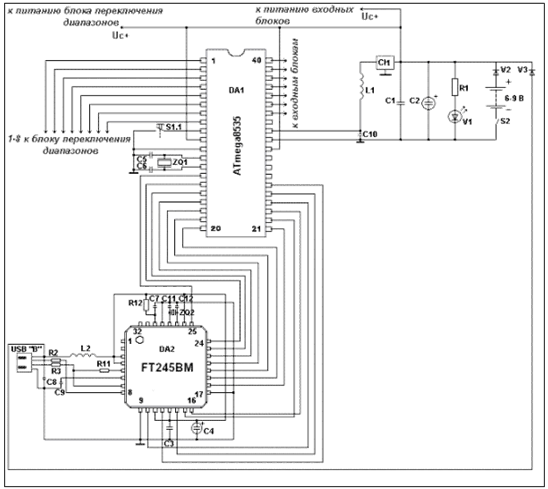 к питанию блока переключения
диапазонов
Uc+
к питанию входных
блоков
Uc+
1
40
DA1
ATmega8535
20
21
к входным блокам
1-8 к блоку переключения
диапазонов
S1.1
C5
C6
ZQ1
L1
CI1
C1
C2
R1
V1
V2
V3
6-9 В
S2
C10
R12
C7
C11
C12
ZQ2
32
25
1
24
DA2
FT245BM
8
17
9
16
USB "B"
R2
R3
L2
R11
C8
C9
C3
C4